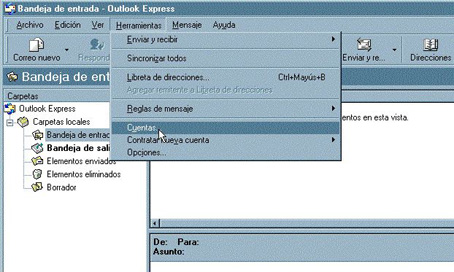 Bandeja de entrada - Outlook Express
Archivo Edición Ver Herramientas Mensaje Ayuda
Correo nuevo
Enviar y re...
Direcciones
Enviar y recibir
Sincronizar todos
Libreta de direcciones... Ctrl+Mayús+B
Agregar remitente a Libreta de direcciones
Reglas de mensaje
Cuentas...
Contratar nueva cuenta
Opciones...
Bandeja de ent
Carpetas
Outlook Express
Carpetas locales
Bandeja de entrad
Bandeja de sali
Elementos enviados
Elementos eliminados
Borrador
entos en esta vista.
De: Para:
Asunto: